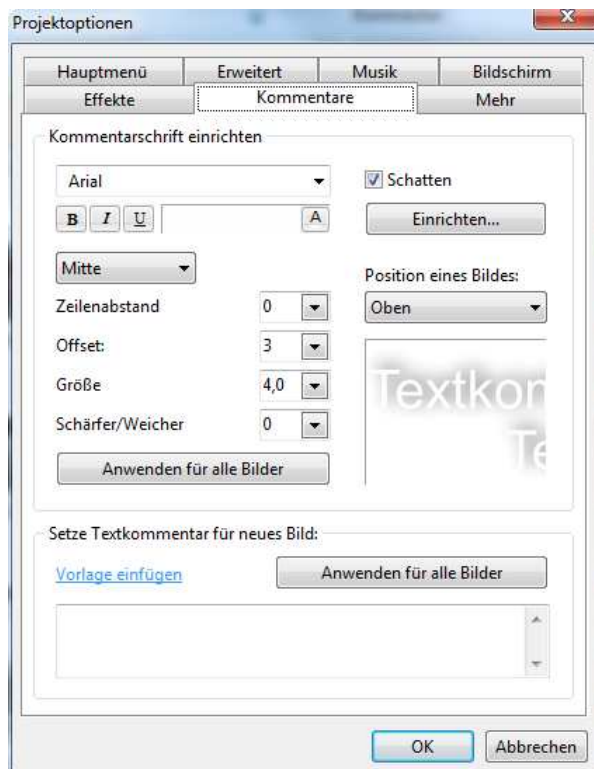 Projektoptionen
Hauptmenü Erweitert Musik Bildschirm
Effekte Kommentare Mehr
Kommentarschrift einrichten
Arial Schatten
B I U A Einrichten...
Mitte Position eines Bildes:
Zeilenabstand 0 Oben
Offset: 3
Größe 4,0 Textkom
Schärfer/Weicher 0 Te
Anwenden für alle Bilder
Setze Textkommentar für neues Bild:
Vorlage einfügen Anwenden für alle Bilder
OK Abbrechen